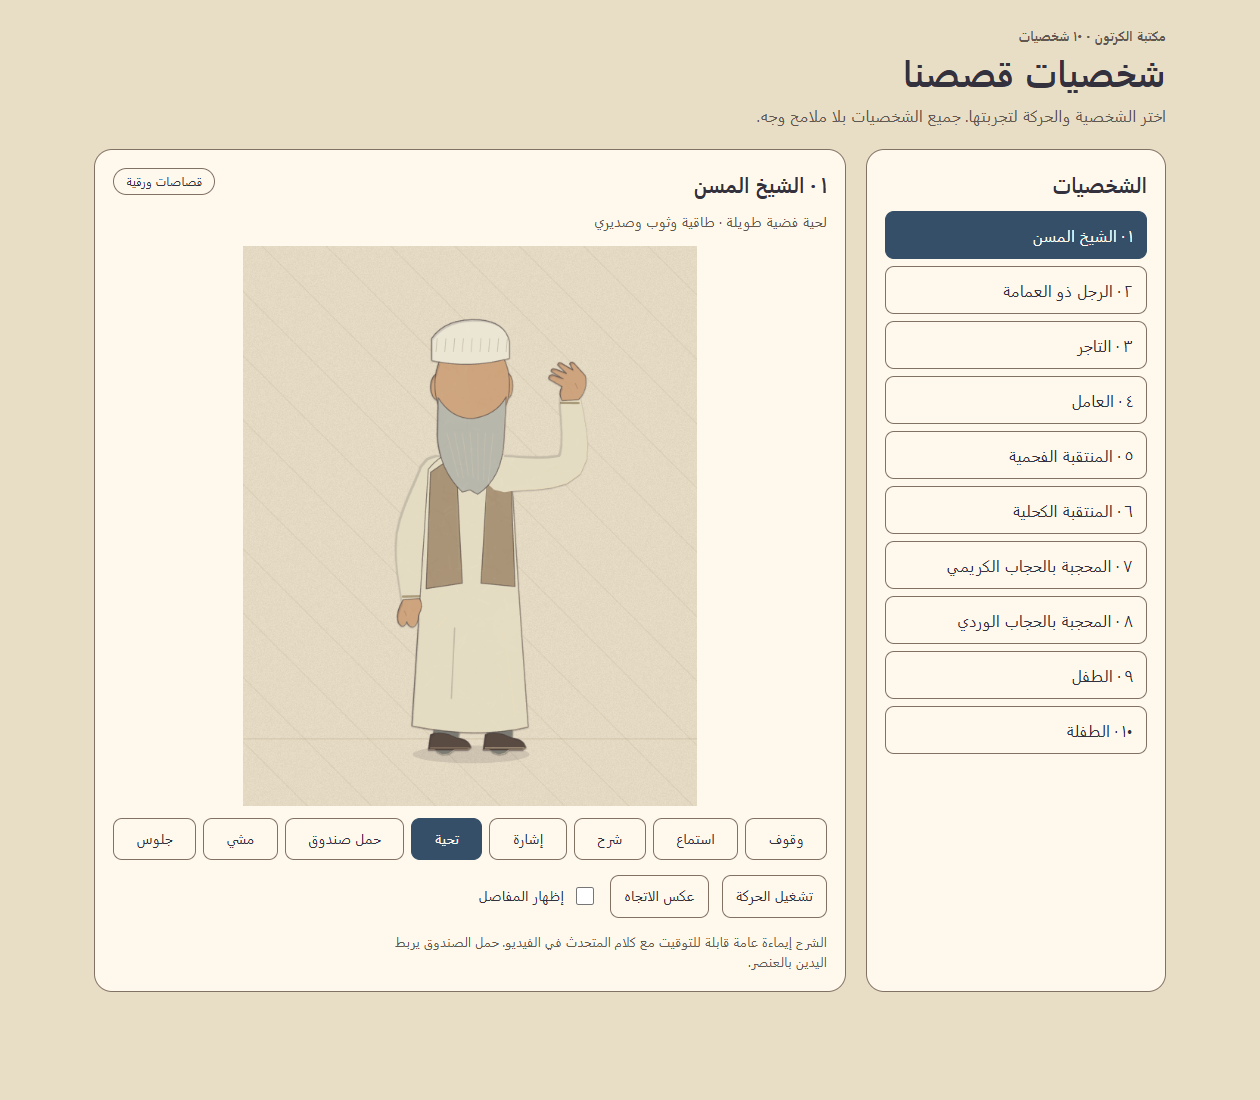 مكتبة الكرتون · ١٠ شخصيات
شخصيات قصصنا
اختر الشخصية والحركة لتجربتها. جميع الشخصيات بلا ملامح وجه.
الشخصيات
٠١ · الشيخ المسن
٠٢ · الرجل ذو العمامة
٠٣ · التاجر
٠٤ · العامل
٠٥ · المنتقبة الفحمية
٠٦ · المنتقبة الكحلية
٠٧ · المحجبة بالحجاب الكريمي
٠٨ · المحجبة بالحجاب الوردي
٠٩ · الطفل
١٠ · الطفلة
٠١ · الشيخ المسن
قصاصات ورقية
لحية فضية طويلة · طاقية وثوب وصديري
وقوف
استماع
شرح
إشارة
تحية
حمل صندوق
مشي
جلوس
تشغيل الحركة
عكس الاتجاه
إظهار المفاصل
الشرح إيماءة عامة قابلة للتوقيت مع كلام المتحدث في الفيديو. حمل الصندوق يربط
اليدين بالعنصر.